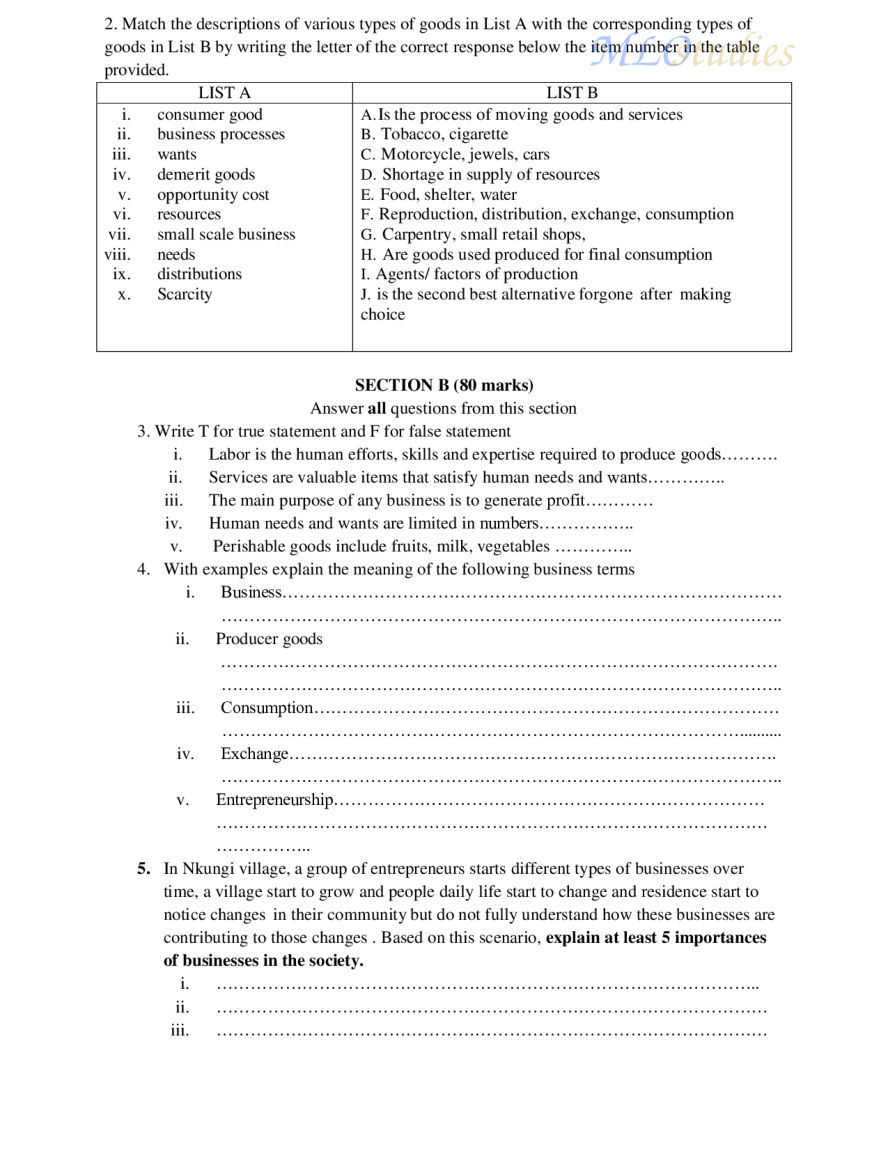 2. Match the descriptions of various types of goods in List A with the corresponding types of
goods in List B by writing the letter of the correct response below the item number in the table
provided.
MLOstudies
LIST A
i. consumer good
ii. business processes
iii. wants
iv. demerit goods
v. opportunity cost
vi. resources
vii. small scale business
viii. needs
ix. distributions
x. Scarcity
LIST B
A.Is the process of moving goods and services
B. Tobacco, cigarette
C. Motorcycle, jewels, cars
D. Shortage in supply of resources
E. Food, shelter, water
F. Reproduction, distribution, exchange, consumption
G. Carpentry, small retail shops,
H. Are goods used produced for final consumption
I. Agents/ factors of production
J. is the second best alternative forgone after making
choice
SECTION B (80 marks)
Answer all questions from this section
3. Write T for true statement and F for false statement
i. Labor is the human efforts, skills and expertise required to produce goods……….
ii. Services are valuable items that satisfy human needs and wants…………..
iii. The main purpose of any business is to generate profit…………
iv. Human needs and wants are limited in numbers……………..
v. Perishable goods include fruits, milk, vegetables …………..
4. With examples explain the meaning of the following business terms
i. Business……………………………………………………………………………
……………………………………………………………………………………..
ii. Producer goods
…………………………………………………………………………………….
……………………………………………………………………………………..
iii. Consumption………………………………………………………………………
………………………………………………………………………………..........
iv. Exchange………………………………………………………………………….
……………………………………………………………………………………..
v. Entrepreneurship…………………………………………………………………
……………………………………………………………………………………
……………..
5. In Nkungi village, a group of entrepreneurs starts different types of businesses over
time, a village start to grow and people daily life start to change and residence start to
notice changes in their community but do not fully understand how these businesses are
contributing to those changes . Based on this scenario, explain at least 5 importances
of businesses in the society.
i. …………………………………………………………………………………..
ii. ……………………………………………………………………………………
iii. ……………………………………………………………………………………